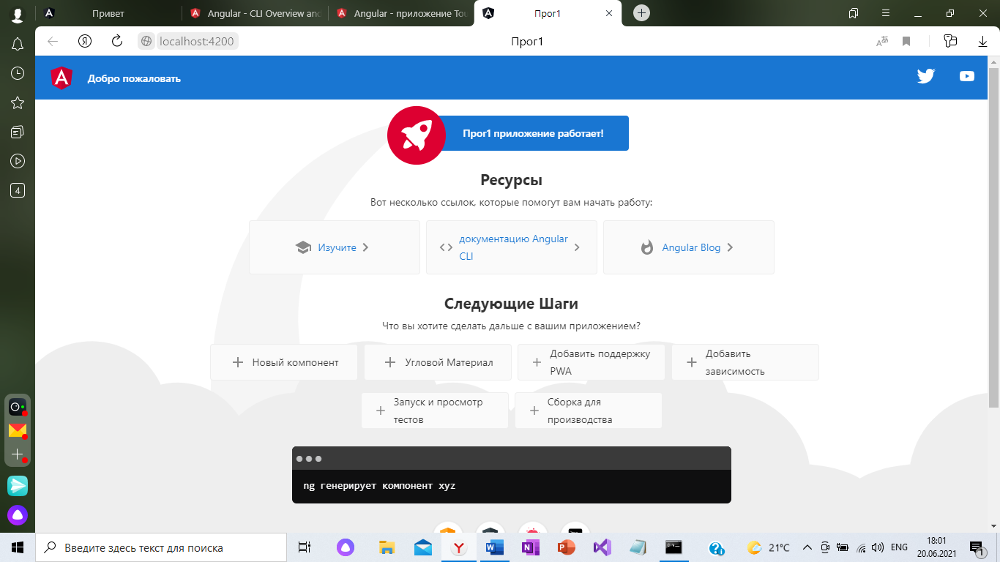 Привет
Angular - CLI Overview and
Angular - приложение Tou
Прог1
localhost:4200
Прог1
Добро пожаловать
Прог1 приложение работает!
Ресурсы
Вот несколько ссылок, которые помогут вам начать работу:
Изучите
документацию Angular
CLI
Angular Blog
Следующие Шаги
Что вы хотите сделать дальше с вашим приложением?
Новый компонент
Угловой Материал
Добавить поддержку
PWA
Добавить
зависимость
Запуск и просмотр
тестов
Сборка для
производства
ng генерирует компонент xyz
4
Введите здесь текст для поиска
21°C
ENG
18:01
20.06.2021
1